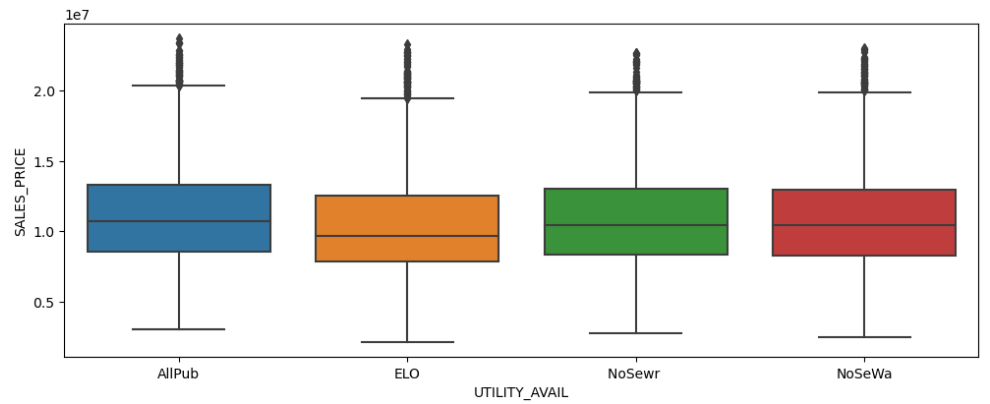 1e7
2.0
1.5
1.0
0.5
SALES_PRICE
AllPub ELO NoSewr NoSeWa
UTILITY_AVAIL